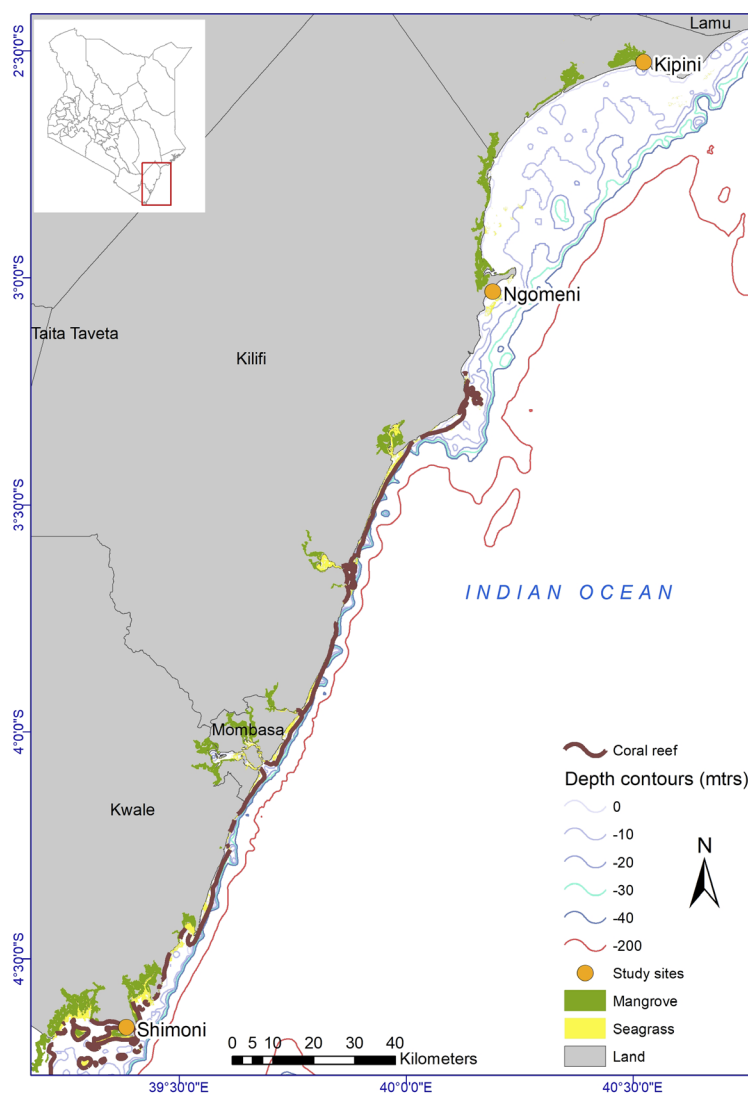 Lamu
2°30'0"S
Kipini
3°0'0"S
Ngomeni
Taita Taveta
Kilifi
3°30'0"S
INDIAN OCEAN
4°0'0"S
Mombasa
Kwale
Coral reef
Depth contours (mtrs)
0
-10
N
-20
-30
-40
-200
4°30'0"S
Study sites
Mangrove
Shimoni
Seagrass
0 5 10 20 30 40
Kilometers
Land
39°30'0"E 40°0'0"E 40°30'0"E